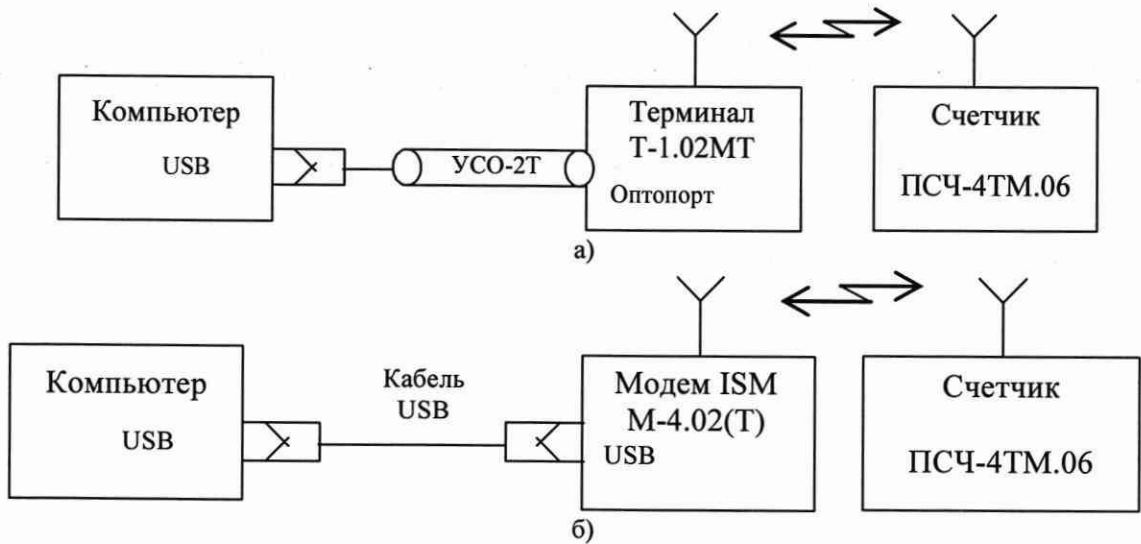 Компьютер
USB
УСО-2Т
Терминал
Т-1.02МТ
Оптопорт
Счетчик
ПСЧ-4ТМ.06
а)
Компьютер
USB
Кабель
USB
Модем ISM
М-4.02(Т)
USB
Счетчик
ПСЧ-4ТМ.06
б)